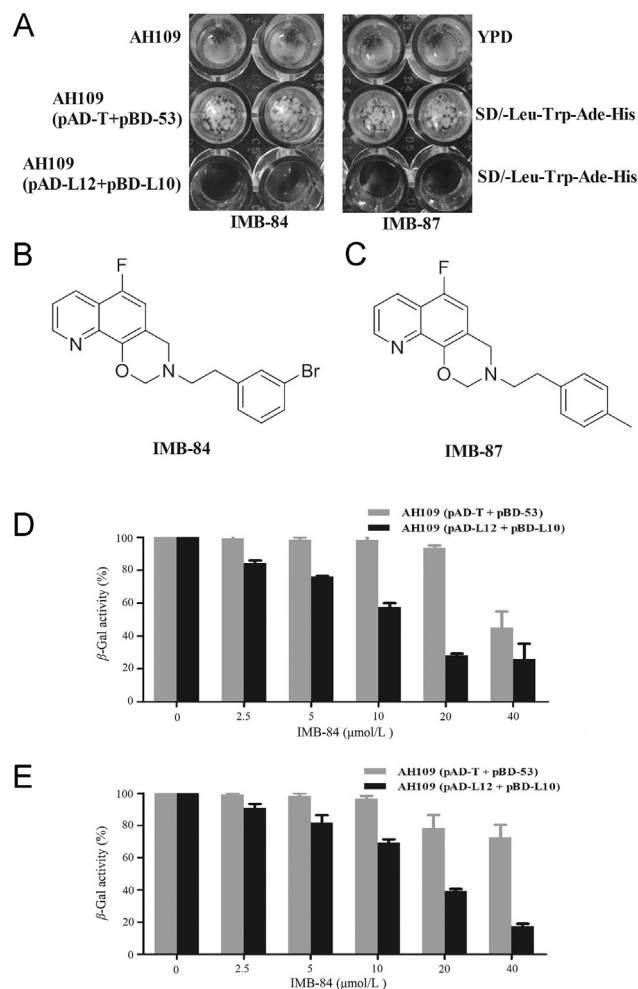 A
AH109
YPD
AH109
(pAD-T+pBD-53)
SD/-Leu-Trp-Ade-His
AH109
(pAD-L12+pBD-L10)
SD/-Leu-Trp-Ade-His
IMB-84
IMB-87
B
C
F
F
N
N
O
N
O
N
Br
IMB-84
IMB-87
D
AH109 (pAD-T + pBD-53)
AH109 (pAD-L12 + pBD-L10)
β-Gal activity (%)
100
80
60
40
20
0
0 2.5 5 10 20 40
IMB-84 (μmol/L )
E
AH109 (pAD-T + pBD-53)
AH109 (pAD-L12 + pBD-L10)
β-Gal activity (%)
100
80
60
40
20
0
0 2.5 5 10 20 40
IMB-84 (μmol/L)